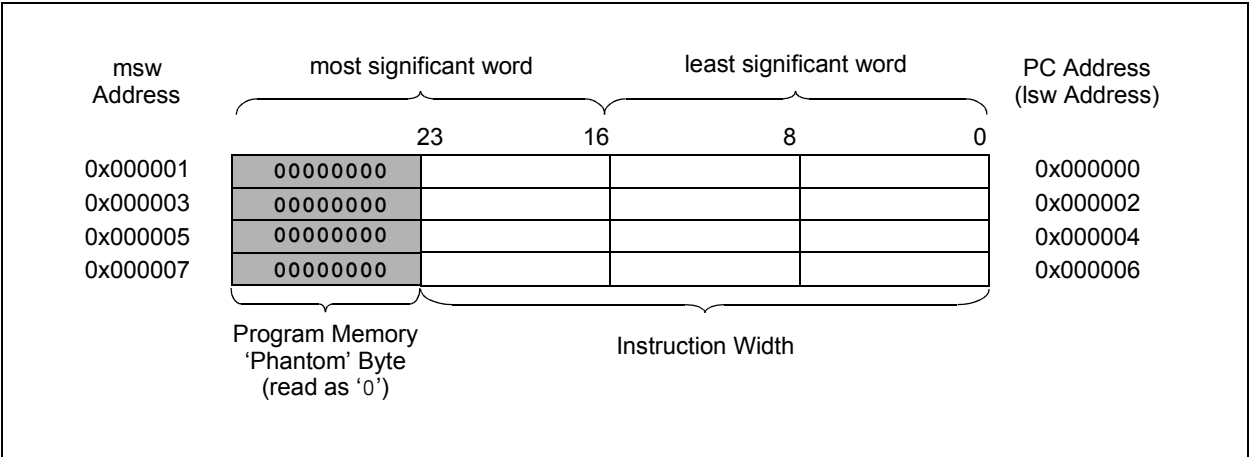 msw
Address
most significant word
least significant word
PC Address
(lsw Address)
23 16 8 0
0x000001 00000000 0x000000
0x000003 00000000 0x000002
0x000005 00000000 0x000004
0x000007 00000000 0x000006
Program Memory
‘Phantom’ Byte
(read as ‘0’)
Instruction Width